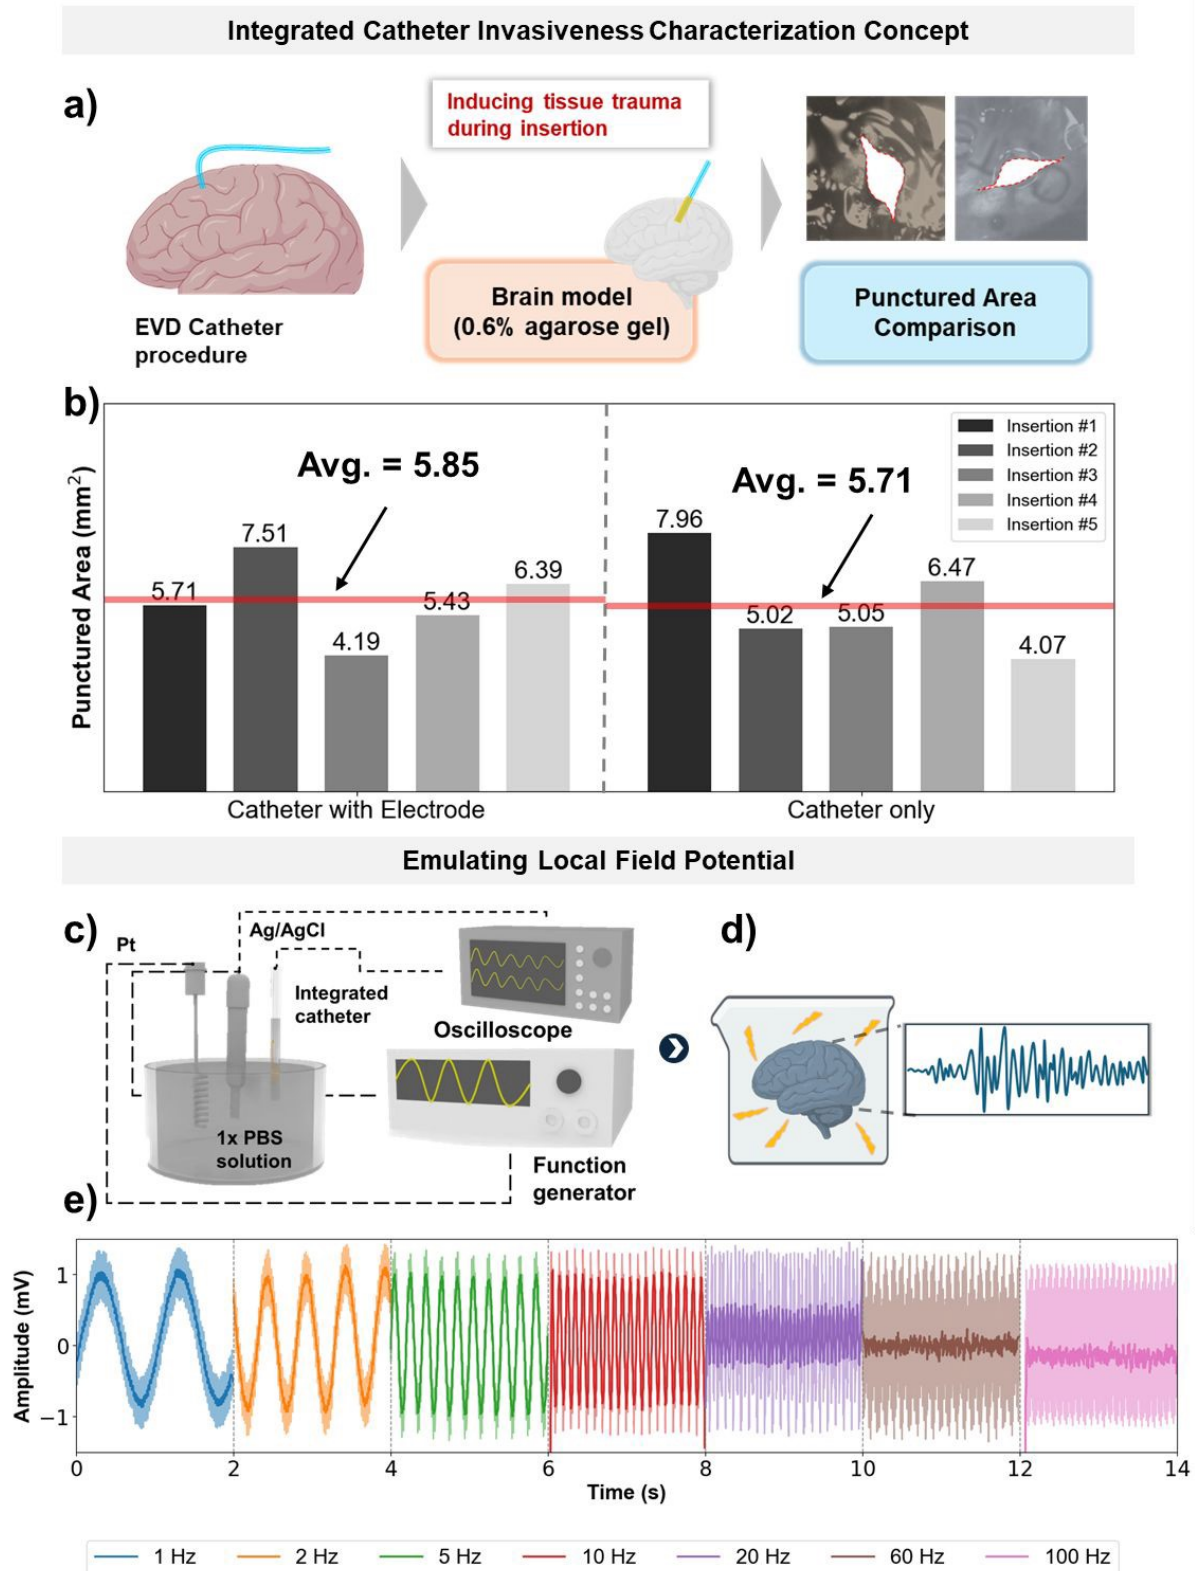 Integrated Catheter Invasiveness Characterization Concept
a)
Inducing tissue trauma
during insertion
EVD Catheter
procedure
Brain model
(0.6% agarose gel)
Punctured Area
Comparison
b)
Punctured Area (mm²)
Avg. = 5.85
5.71
7.51
4.19
5.43
6.39
Catheter with Electrode
Avg. = 5.71
7.96
5.02
5.05
6.47
4.07
Catheter only
Insertion #1
Insertion #2
Insertion #3
Insertion #4
Insertion #5
Emulating Local Field Potential
c)
Pt
Ag/AgCl
Integrated
catheter
Oscilloscope
1x PBS
solution
Function
generator
d)
e)
Amplitude (mV)
1
0
−1
0 2 4 6 8 10 12 14
Time (s)
1 Hz 2 Hz 5 Hz 10 Hz 20 Hz 60 Hz 100 Hz